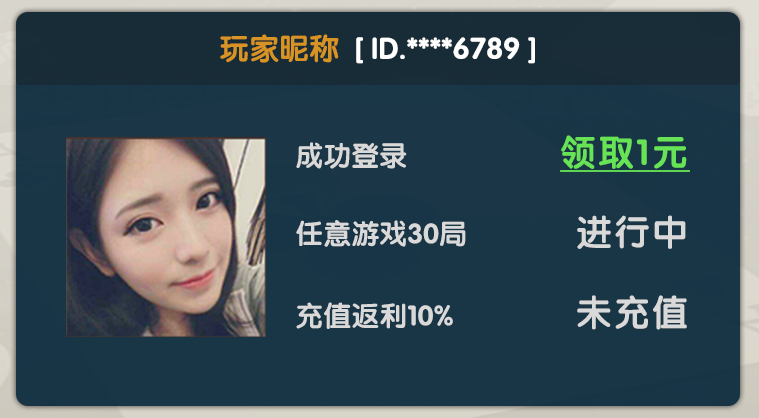 玩家昵称 [ ID.****6789 ]
成功登录 领取1元
任意游戏30局 进行中
充值返利10% 未充值